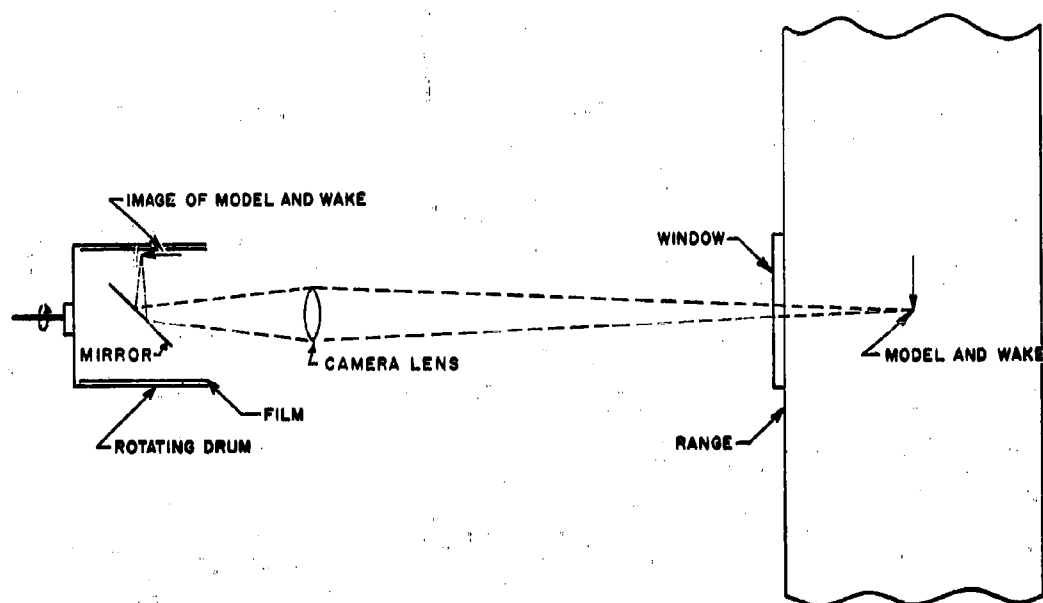 IMAGE OF MODEL AND WAKE
WINDOW
MIRROR
CAMERA LENS
MODEL AND WAKE
FILM
ROTATING DRUM
RANGE